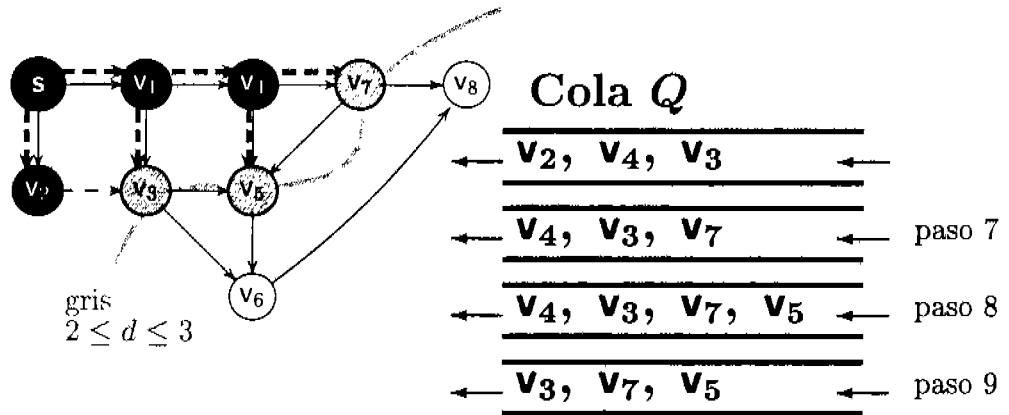 s v₁ v₁ v₇ v₈
v₂ v₃ v₅
v₆
gris
2 ≤ d ≤ 3
Cola Q
v₂, v₄, v₃
v₄, v₃, v₇ paso 7
v₄, v₃, v₇, v₅ paso 8
v₃, v₇, v₅ paso 9